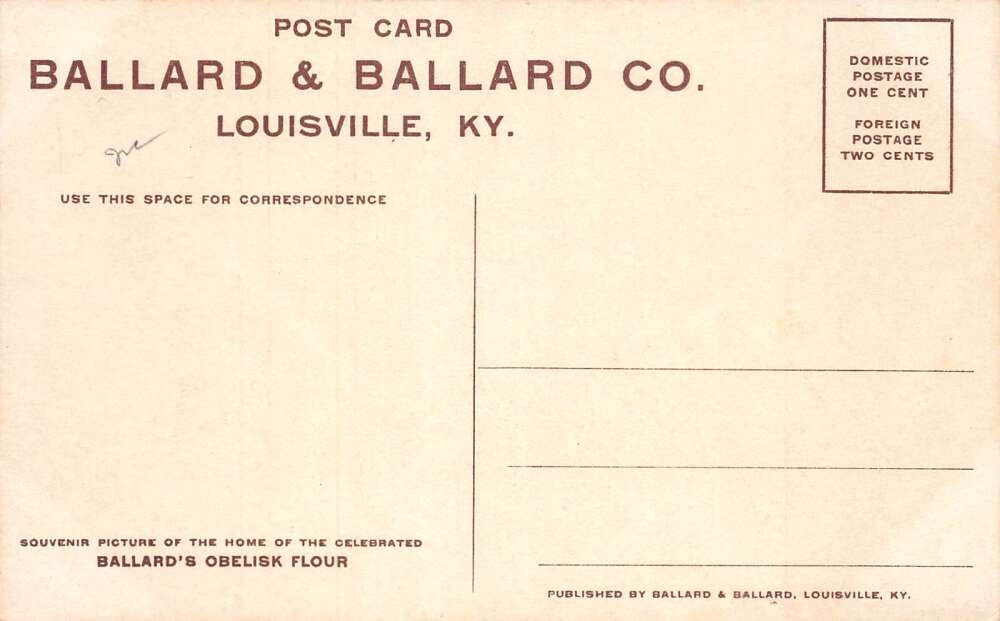 POST CARD
BALLARD & BALLARD CO.
LOUISVILLE, KY.
DOMESTIC
POSTAGE
ONE CENT
FOREIGN
POSTAGE
TWO CENTS
USE THIS SPACE FOR CORRESPONDENCE
SOUVENIR PICTURE OF THE HOME OF THE CELEBRATED
BALLARD'S OBELISK FLOUR
PUBLISHED BY BALLARD & BALLARD, LOUISVILLE, KY.